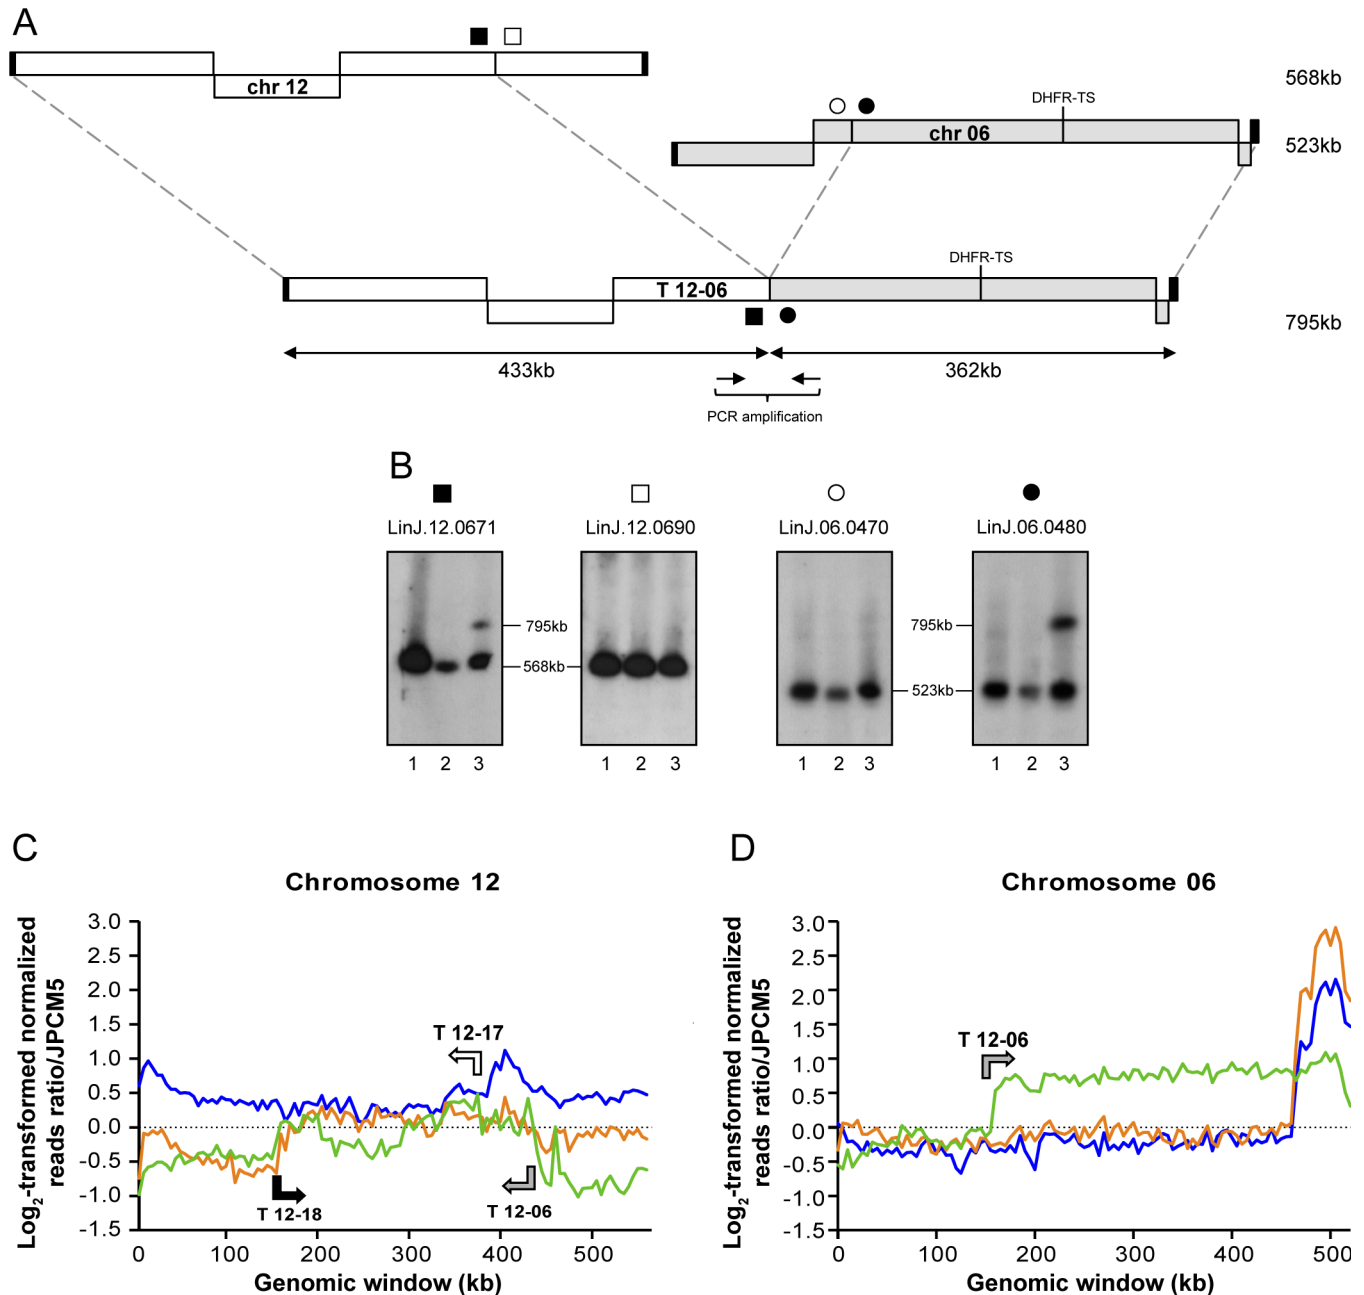 A
chr 12
568kb
DHFR-TS
chr 06
523kb
DHFR-TS
T 12-06
795kb
433kb
362kb
PCR amplification
B
LinJ.12.0671
LinJ.12.0690
LinJ.06.0470
LinJ.06.0480
795kb
795kb
568kb
523kb
1 2 3
1 2 3
1 2 3
1 2 3
C
Chromosome 12
Log2-transformed normalized
reads ratio/JPCM5
3.0
2.5
2.0
1.5
1.0
0.5
0.0
-0.5
-1.0
-1.5
T 12-17
T 12-18
T 12-06
0 100 200 300 400 500
Genomic window (kb)
D
Chromosome 06
Log2-transformed normalized
reads ratio/JPCM5
3.0
2.5
2.0
1.5
1.0
0.5
0.0
-0.5
-1.0
-1.5
T 12-06
0 100 200 300 400 500
Genomic window (kb)